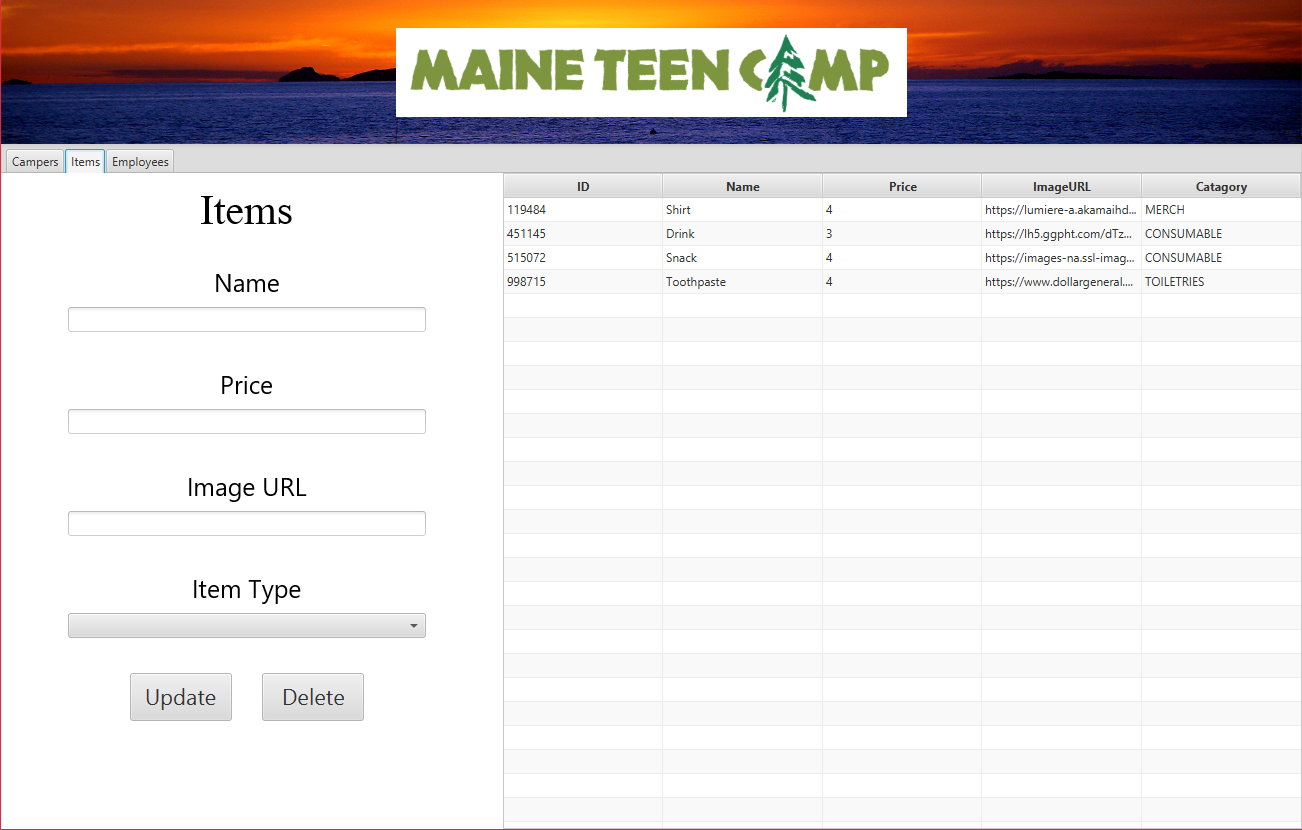 MAINE TEEN CAMP
Campers Items Employees
Items
Name
Price
Image URL
Item Type
Update Delete
ID Name Price ImageURL Catagory
119484 Shirt 4 https://lumiere-a.akamaihd... MERCH
451145 Drink 3 https://lh5.ggpht.com/dTz... CONSUMABLE
515072 Snack 4 https://images-na.ssl-imag... CONSUMABLE
998715 Toothpaste 4 https://www.dollargeneral.... TOILETRIES